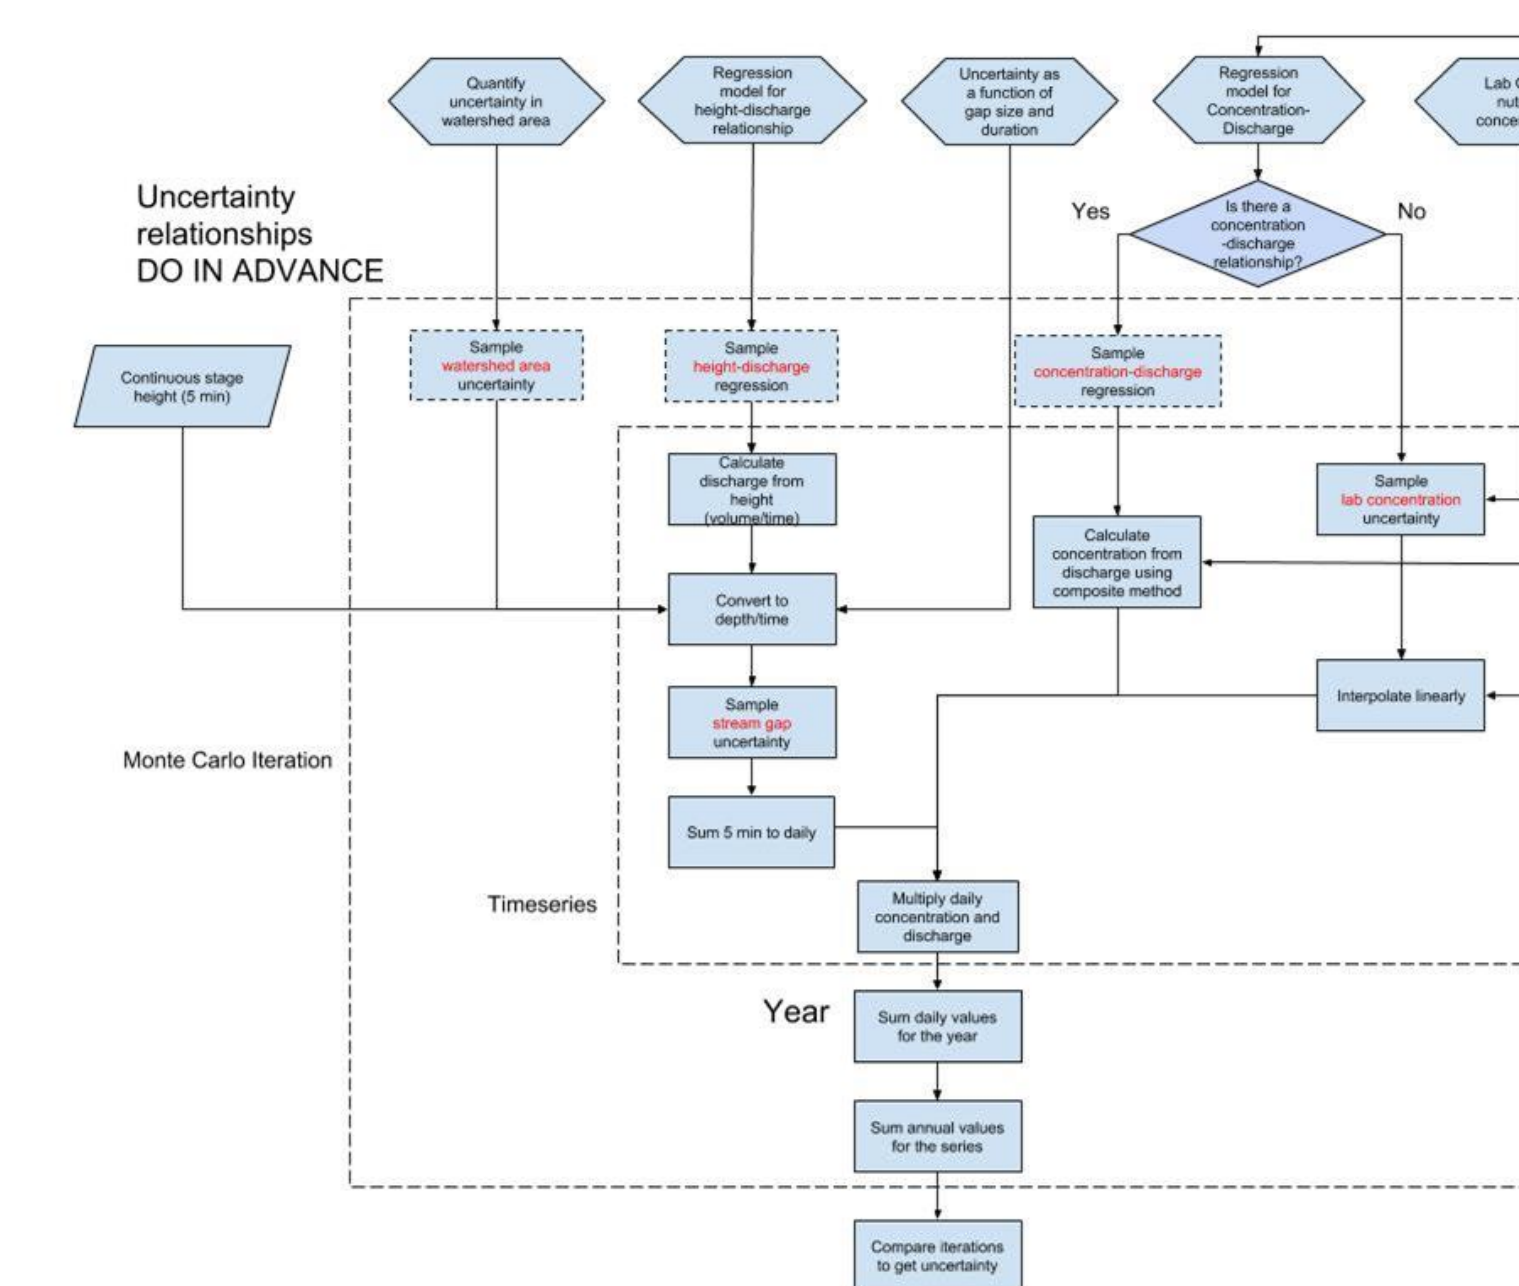 Quantify
uncertainty in
watershed area
Regression
model for
height-discharge
relationship
Uncertainty as
a function of
gap size and
duration
Regression
model for
Concentration-
Discharge
Lab
Uncertainty
relationships
DO IN ADVANCE
Yes
Is there a
concentration
-discharge
relationship?
No
Continuous stage
height (5 min)
Sample
watershed area
uncertainty
Sample
height-discharge
regression
Sample
concentration-discharge
regression
Calculate
discharge from
height
(volume/time)
Sample
lab concentration
uncertainty
Calculate
concentration from
discharge using
composite method
Convert to
depth/time
Sample
stream gap
uncertainty
Interpolate linearly
Monte Carlo Iteration
Sum 5 min to daily
Timeseries
Multiply daily
concentration and
discharge
Year
Sum daily values
for the year
Sum annual values
for the series
Compare iterations
to get uncertainty